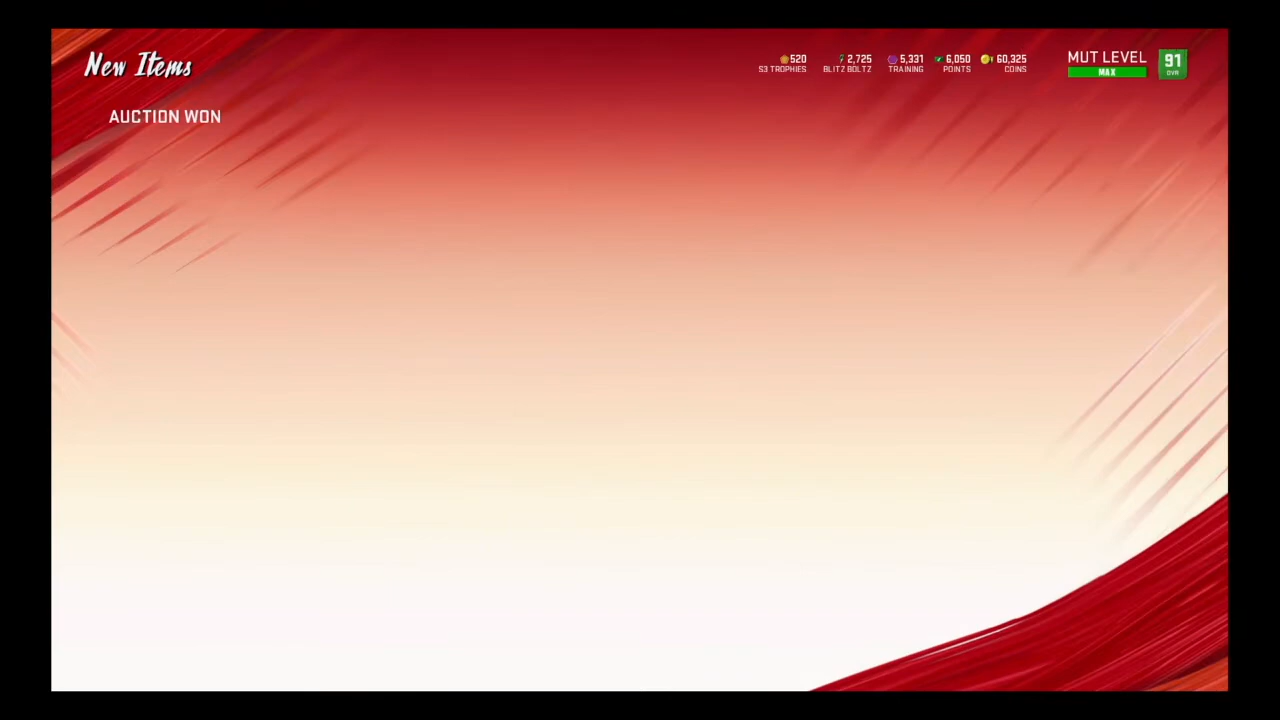 New Items
520
S3 TROPHIES
2,725
BLITZ BOLTZ
5,331
TRAINING
6,050
POINTS
60,325
COINS
MUT LEVEL
MAX
91
OVR
AUCTION WON